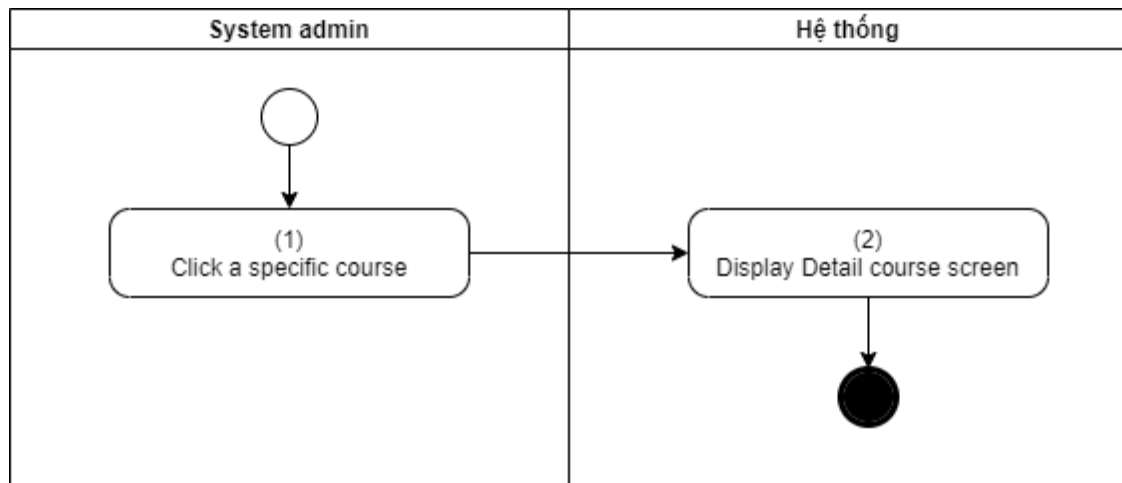 System admin
Hệ thống
(1)
Click a specific course
(2)
Display Detail course screen